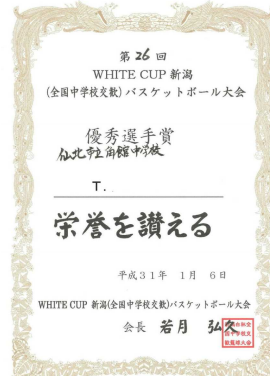 第26回
WHITE CUP 新潟
(全国中学校交歓) バスケットボール大会
優秀選手賞
仙北市立角館中学校
T.
栄誉を讃える
平成31年 1月 6日
WHITE CUP 新潟(全国中学校交歓)バスケットボール大会
会長 若月 弘久